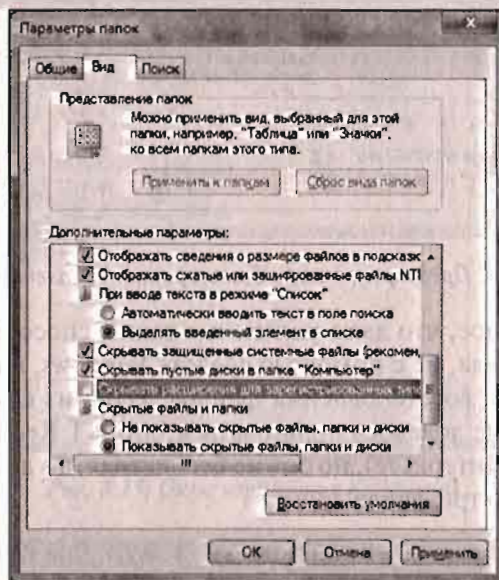 Параметры папок
Общие Вид Поиск
Представление папок
Можно применить вид, выбранный для этой
папки, например, "Таблица" или "Значки",
ко всем папкам этого типа.
Применить к папкам Сброс вида папок
Дополнительные параметры:
Отображать сведения о размере файлов в подсказк
Отображать сжатые или зашифрованные файлы NTF
При вводе текста в режиме "Список"
Автоматически вводить текст в поле поиска
Выделять введенный элемент в списке
Скрывать защищенные системные файлы (рекомен,
Скрывать пустые диски в папке "Компьютер"
Скрывать расширения для зарегистрированных типо
Скрытые файлы и папки
Не показывать скрытые файлы, папки и диски
Показывать скрытые файлы, папки и диски
Восстановить умолчания
OK Отмена Применить